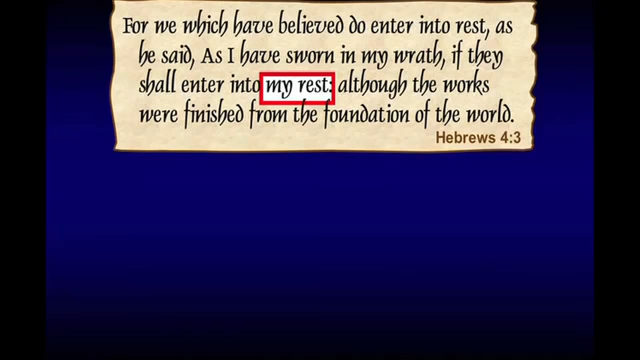 For we which have believed do enter into rest, as
he said, As I have sworn in my wrath, if they
shall enter into my rest: although the works
were finished from the foundation of the world.
Hebrews 4:3